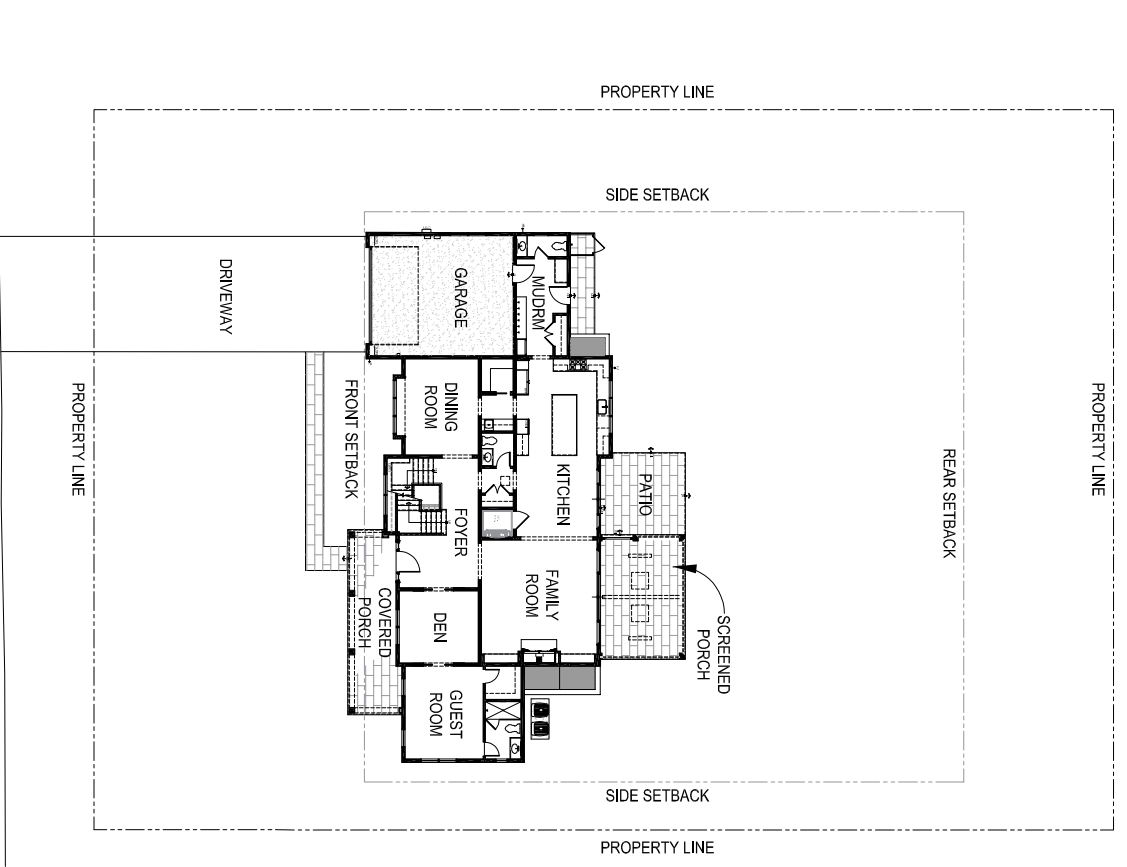 PROPERTY LINE
SIDE SETBACK
DRIVEWAY
GARAGE
MUDRM
PROPERTY LINE
FRONT SETBACK
DINING
ROOM
KITCHEN
PATIO
REAR SETBACK
PROPERTY LINE
FOYER
COVERED
PORCH
DEN
FAMILY
ROOM
SCREENED
PORCH
GUEST
ROOM
SIDE SETBACK
PROPERTY LINE